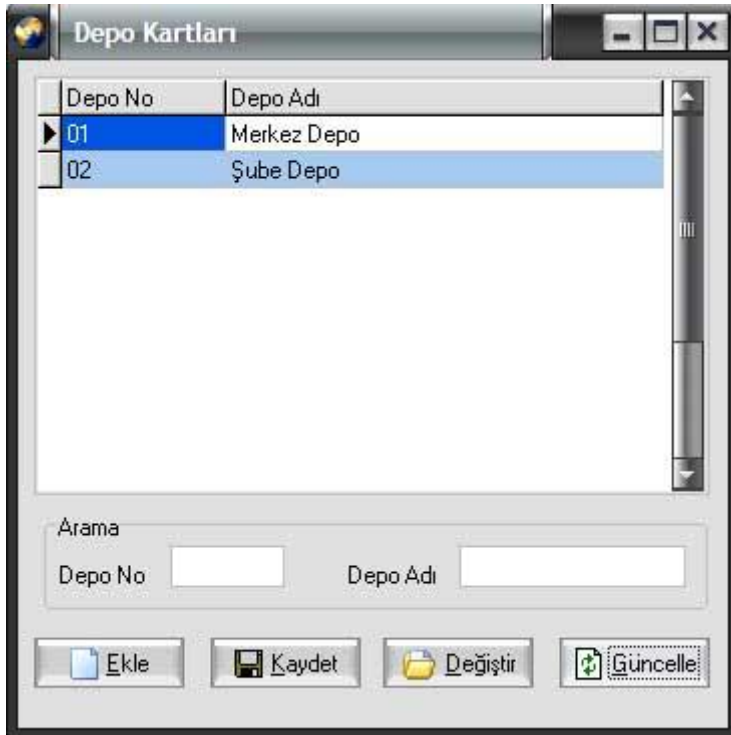 Depo Kartları
Depo No Depo Adı
01 Merkez Depo
02 Şube Depo
Arama
Depo No Depo Adı
Ekle Kaydet Değiştir Güncelle